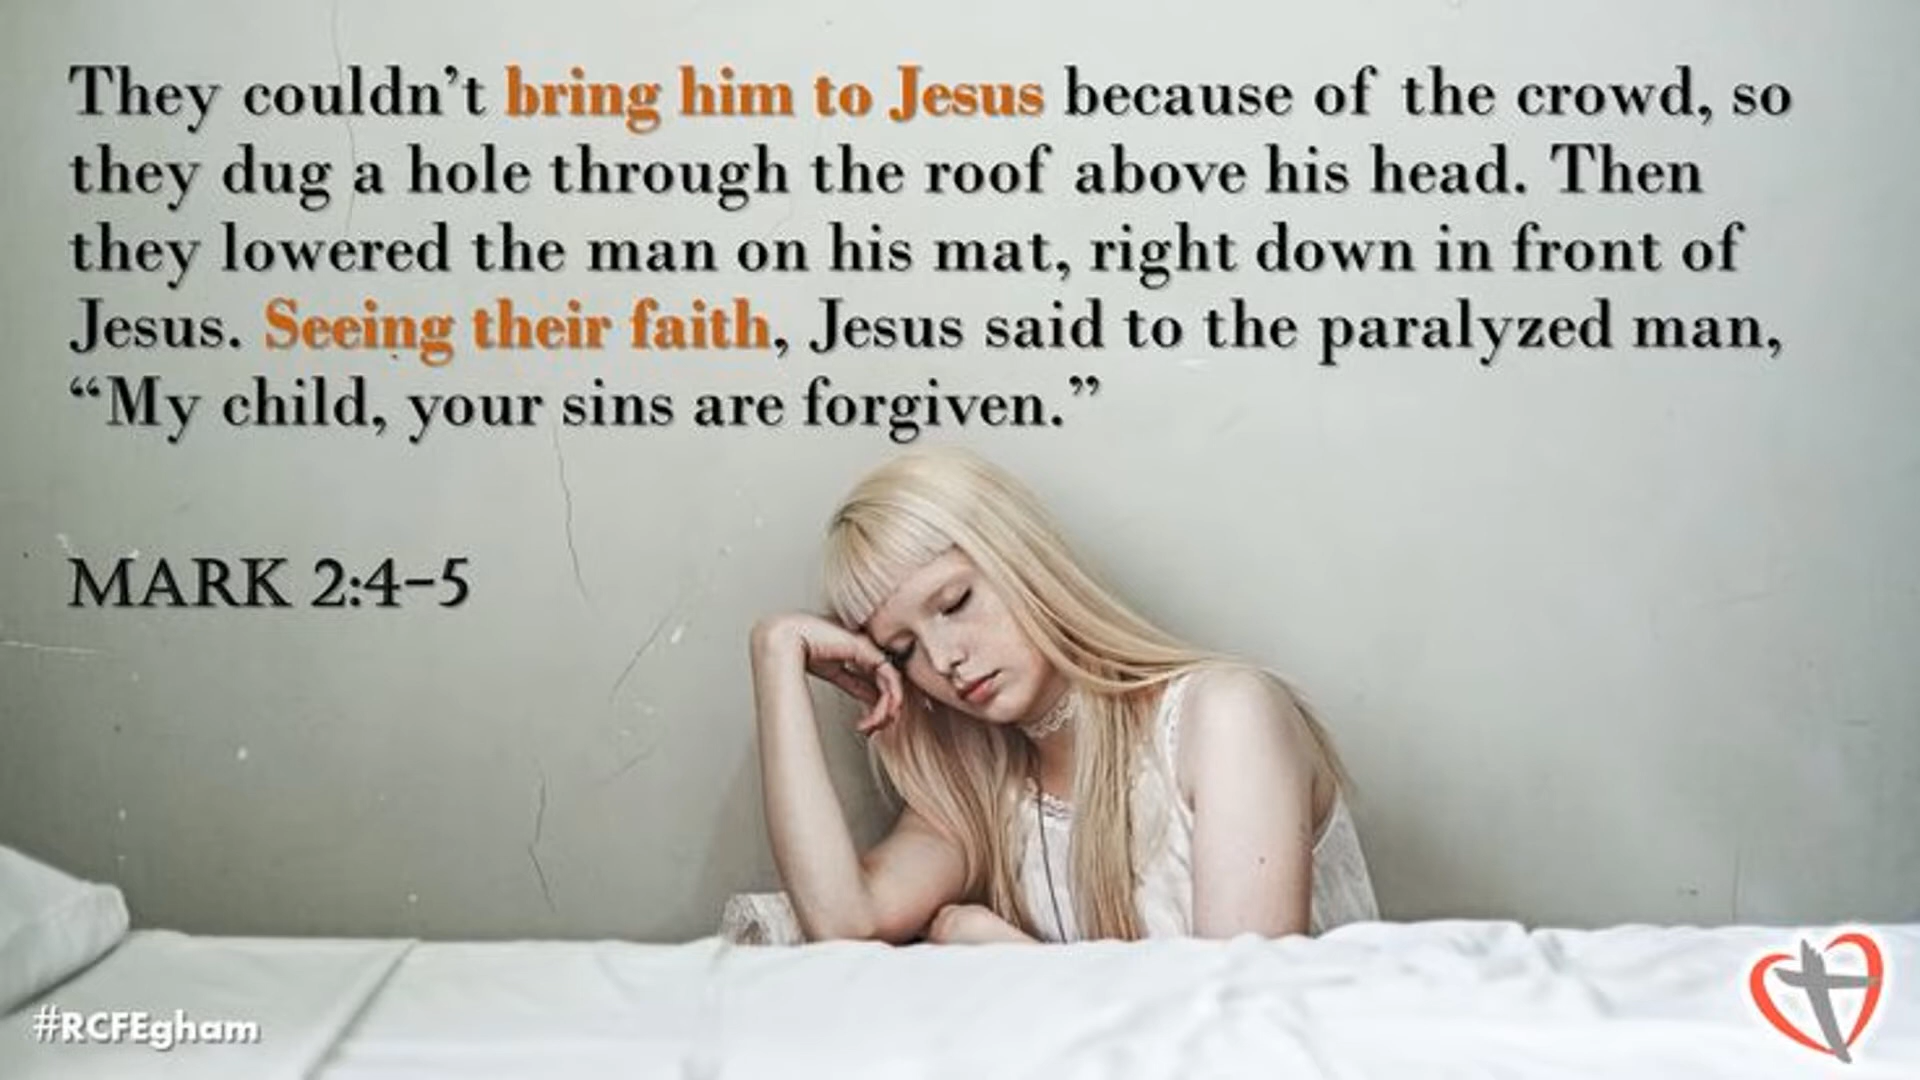 They couldn’t bring him to Jesus because of the crowd, so
they dug a hole through the roof above his head. Then
they lowered the man on his mat, right down in front of
Jesus. Seeing their faith, Jesus said to the paralyzed man,
“My child, your sins are forgiven.”
MARK 2:4–5
#RCFEgham